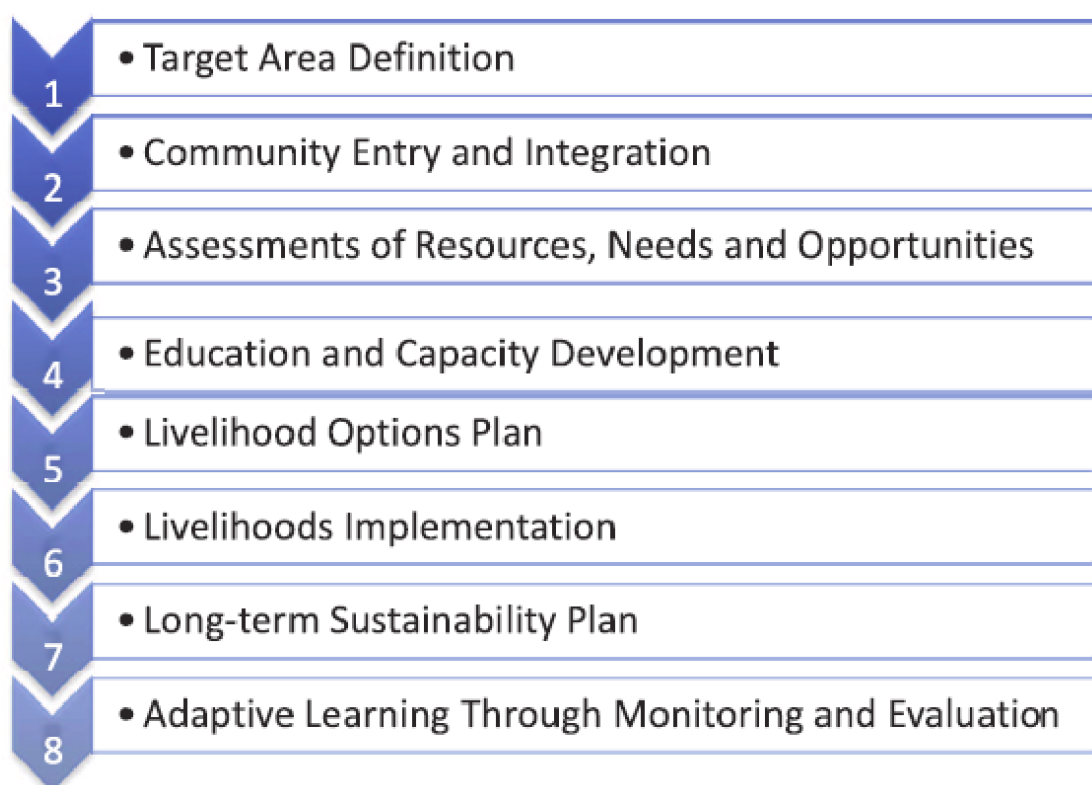 1 • Target Area Definition
2 • Community Entry and Integration
3 • Assessments of Resources, Needs and Opportunities
4 • Education and Capacity Development
5 • Livelihood Options Plan
6 • Livelihoods Implementation
7 • Long-term Sustainability Plan
8 • Adaptive Learning Through Monitoring and Evaluation